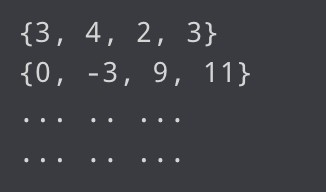 {3, 4, 2, 3}
{0, -3, 9, 11}
... .. ...
... .. ...